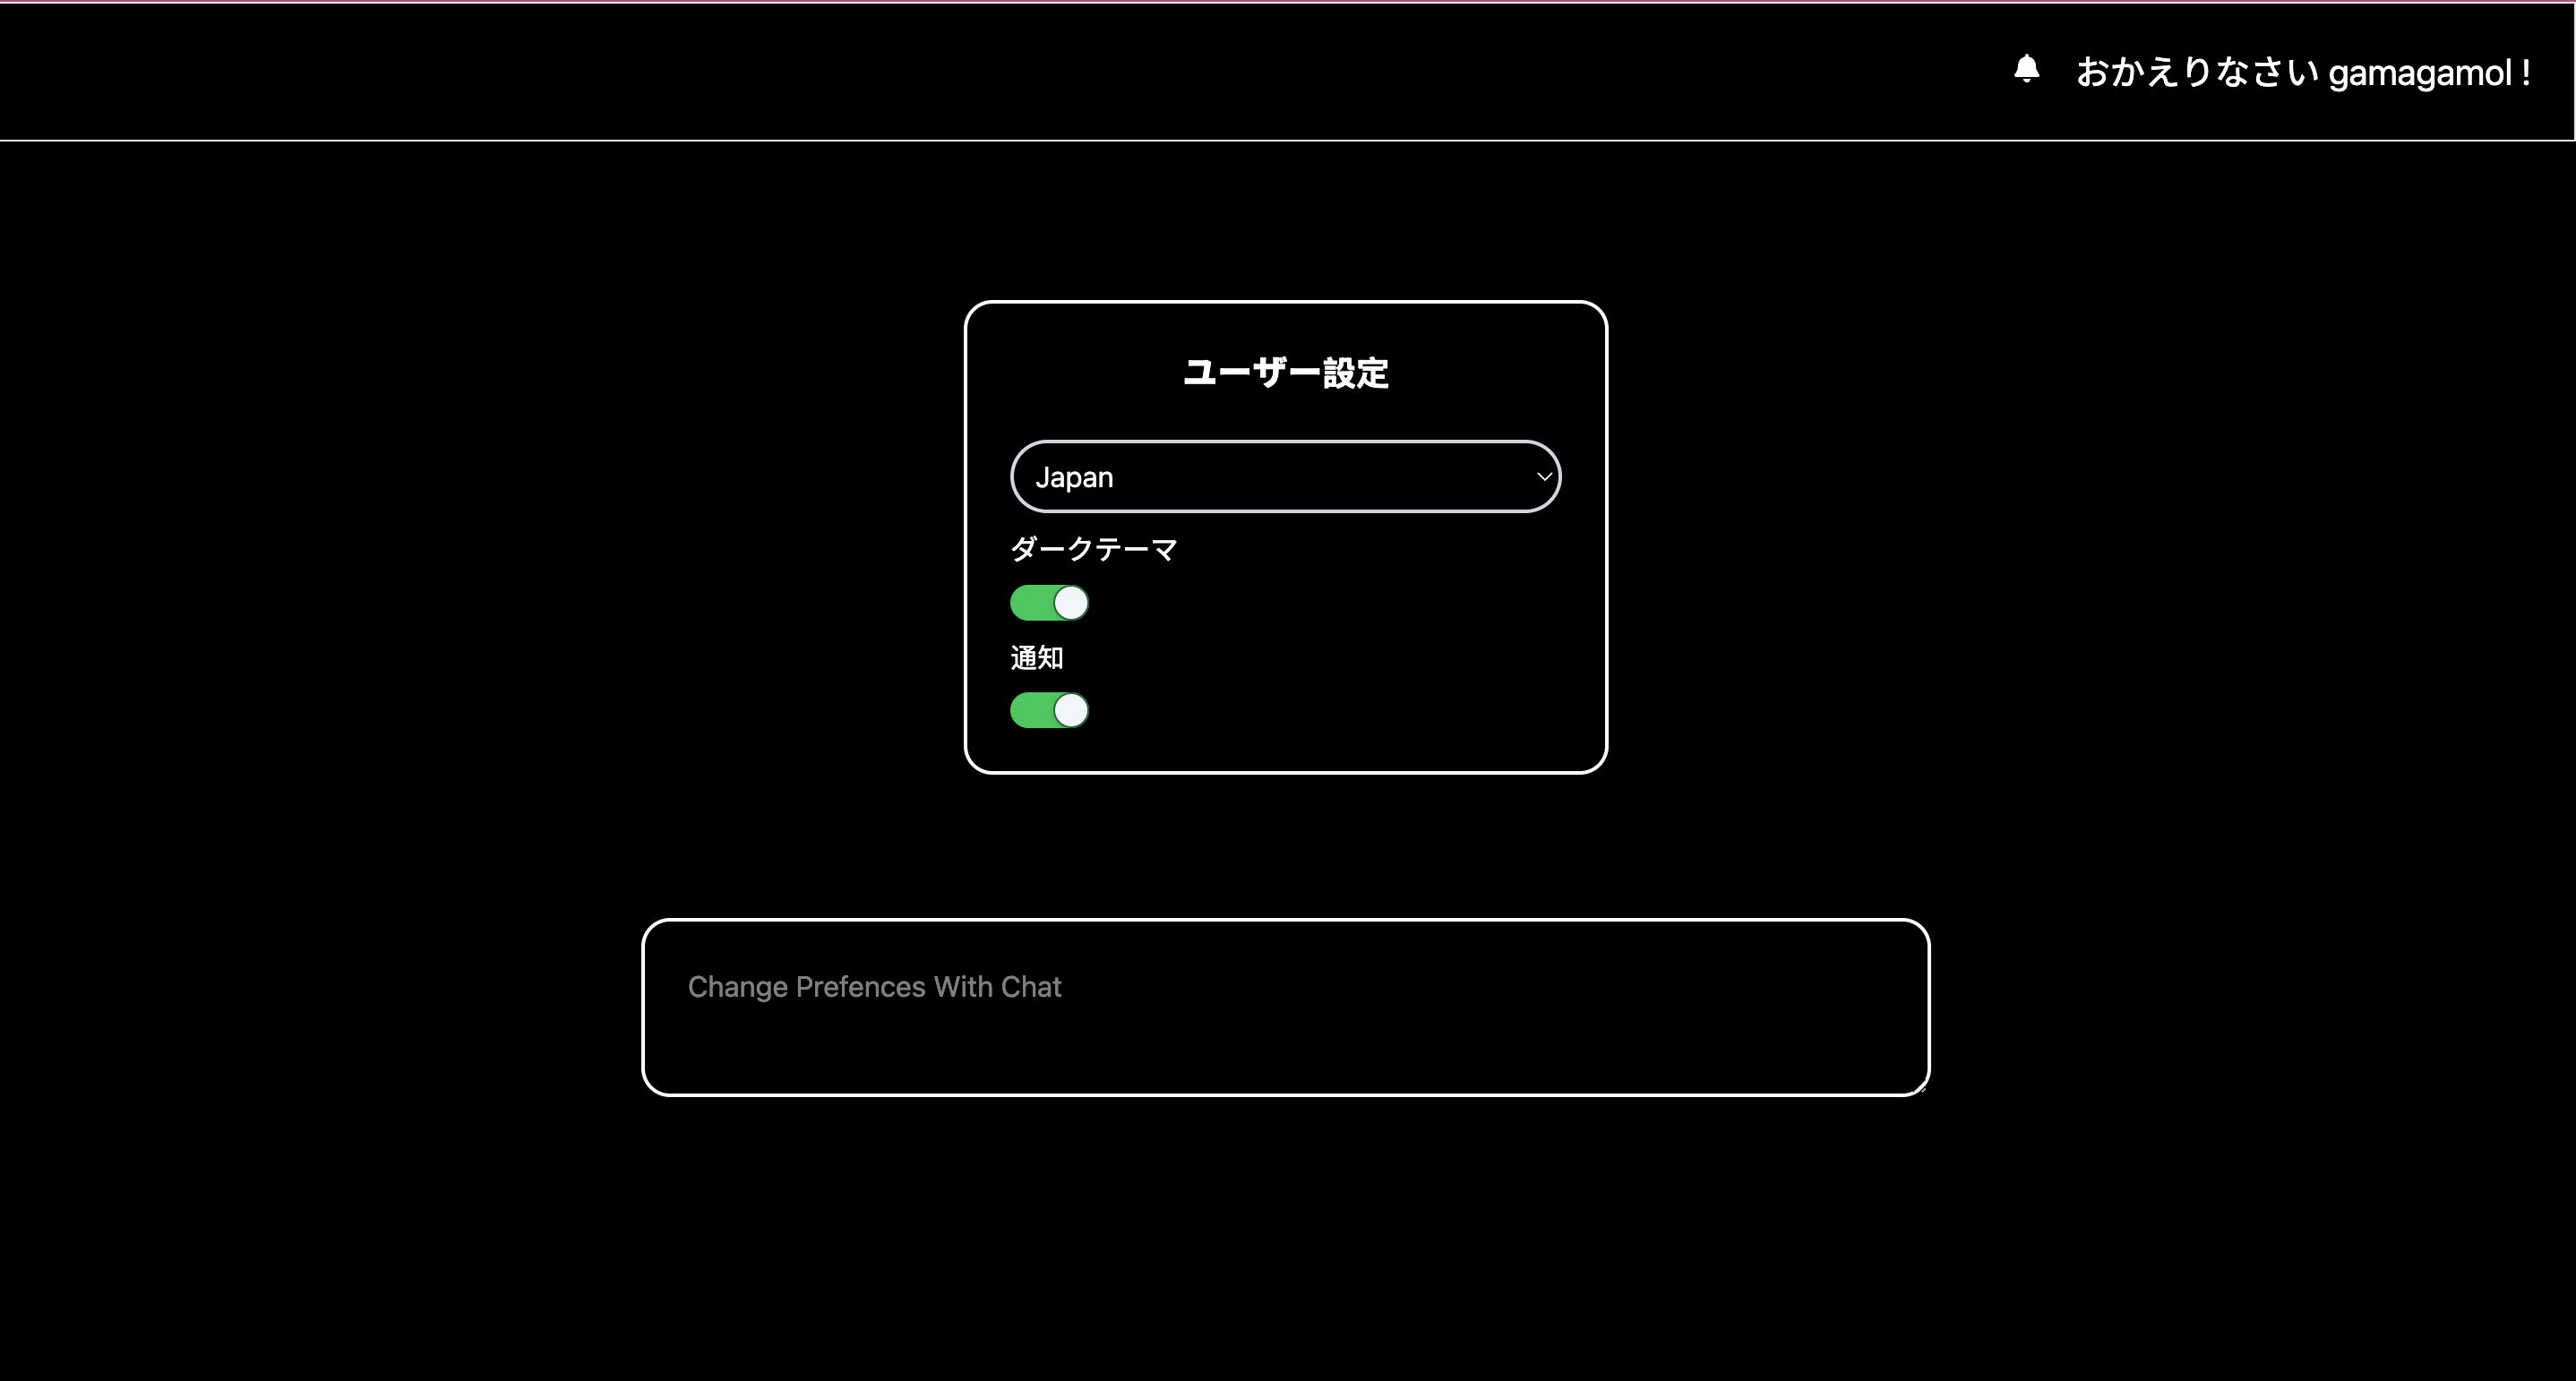 おかえりなさい gamagamol !
ユーザー設定
Japan
ダークテーマ
通知
Change Prefences With Chat